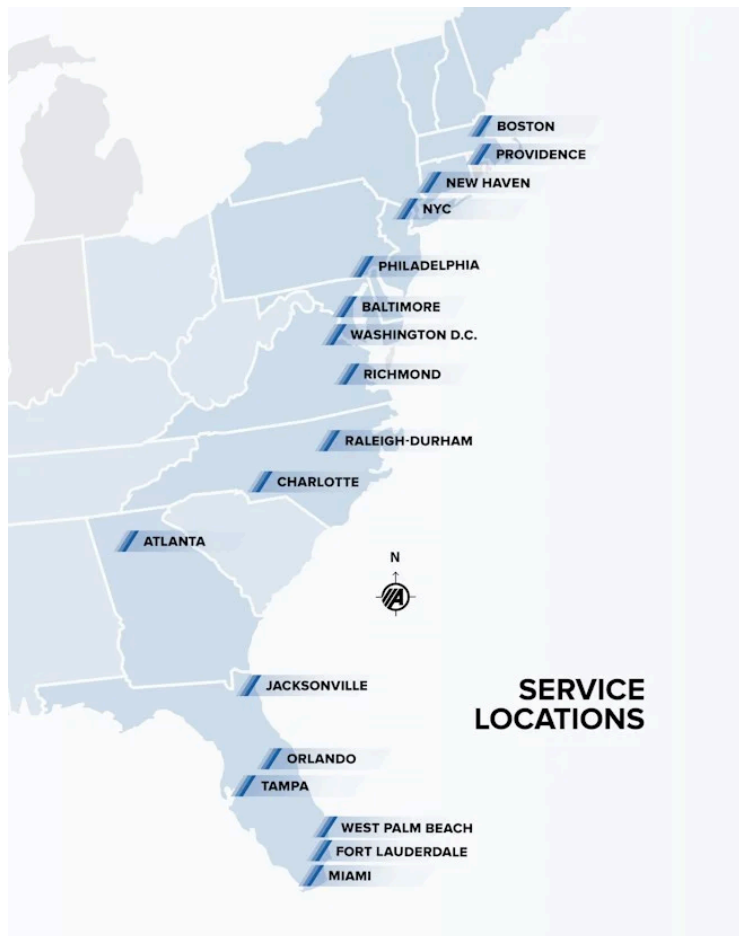 BOSTON
PROVIDENCE
NEW HAVEN
NYC
PHILADELPHIA
BALTIMORE
WASHINGTON D.C.
RICHMOND
RALEIGH-DURHAM
CHARLOTTE
ATLANTA
N
A
JACKSONVILLE
SERVICE
LOCATIONS
ORLANDO
TAMPA
WEST PALM BEACH
FORT LAUDERDALE
MIAMI